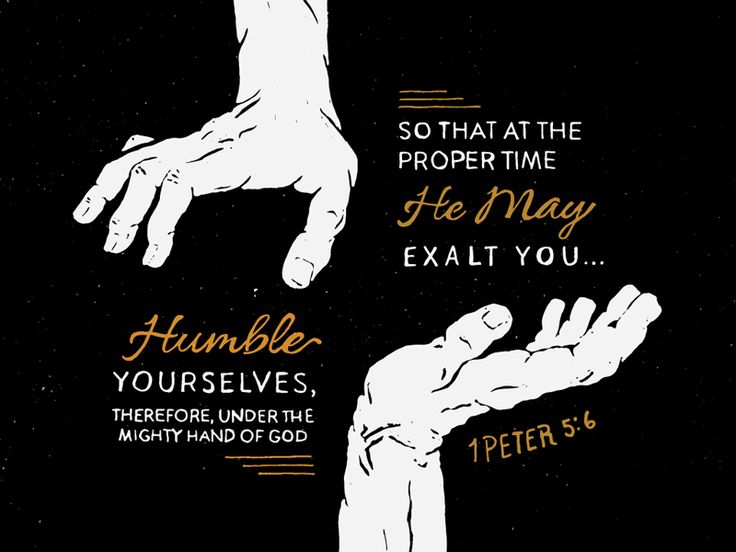 Humble
YOURSELVES,
THEREFORE, UNDER THE
MIGHTY HAND OF GOD
SO THAT AT THE
PROPER TIME
He May
EXALT YOU...
1 PETER 5:6